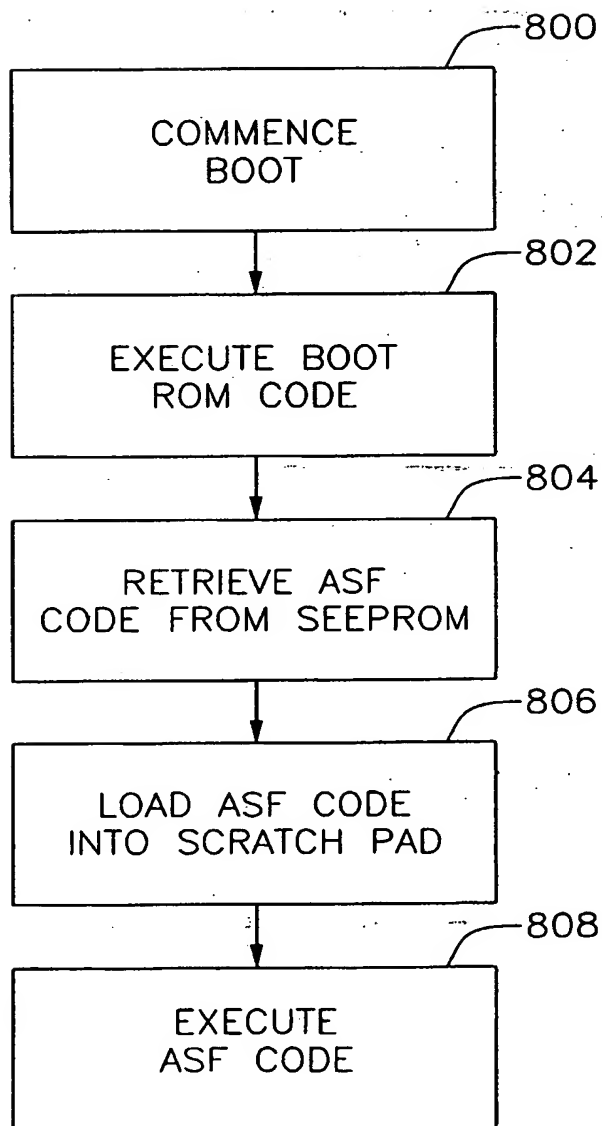 800
COMMENCE
BOOT
802
EXECUTE BOOT
ROM CODE
804
RETRIEVE ASF
CODE FROM SEEPROM
806
LOAD ASF CODE
INTO SCRATCH PAD
808
EXECUTE
ASF CODE